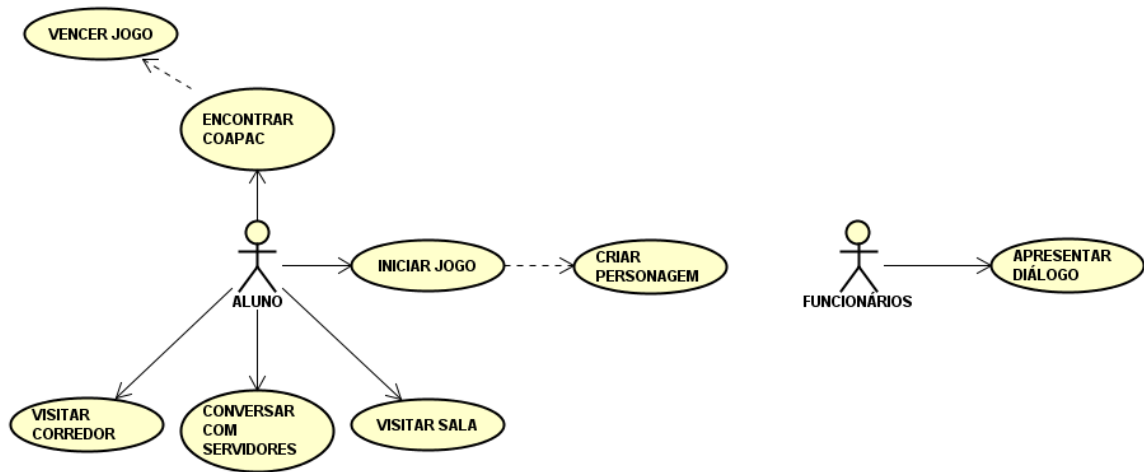 VENCER JOGO
ENCONTRAR
COAPAC
INICIAR JOGO
CRIAR
PERSONAGEM
APRESENTAR
DIÁLOGO
ALUNO
FUNCIONÁRIOS
VISITAR
CORREDOR
CONVERSAR
COM
SERVIDORES
VISITAR SALA